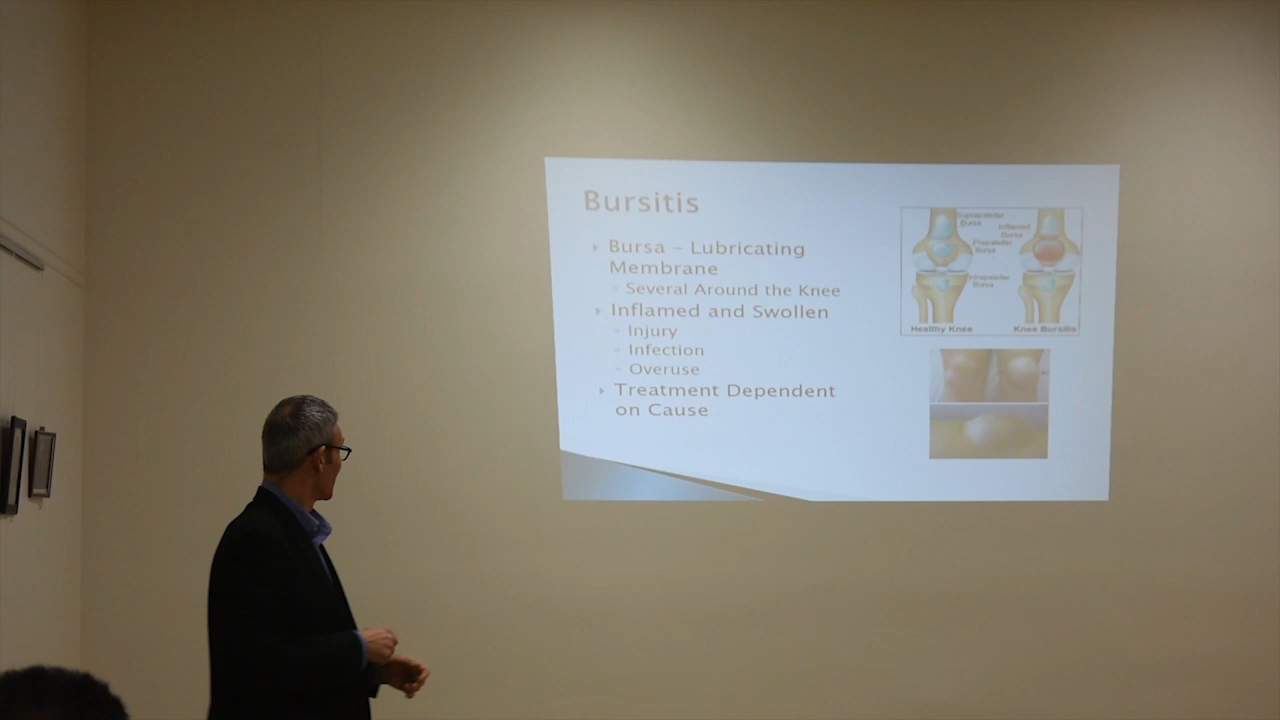 Bursitis
Bursa – Lubricating
Membrane
Several Around the Knee
Inflamed and Swollen
Injury
Infection
Overuse
Treatment Dependent
on Cause
Suprapatellar
Bursa
Inflamed
Bursa
Prepatellar
Bursa
Infrapatellar
Bursa
Healthy Knee
Knee Bursitis